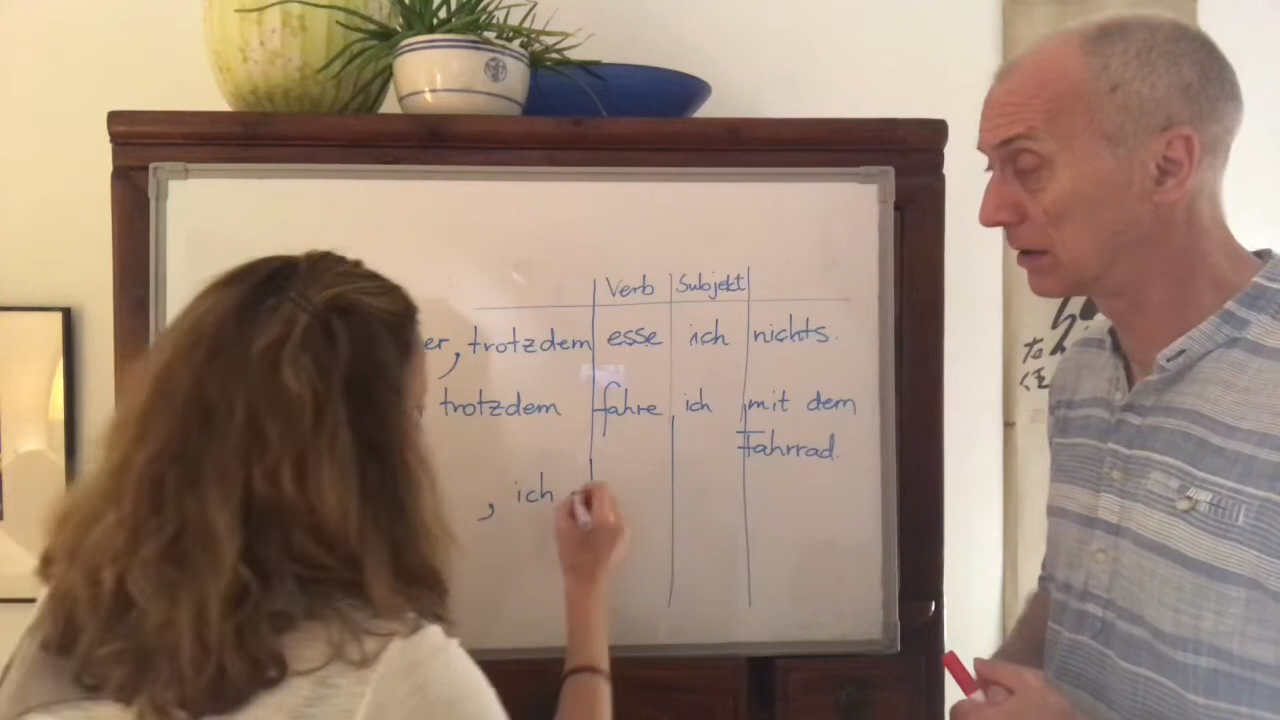 Verb Subjekt
er, trotzdem esse ich nichts.
trotzdem fahre ich mit dem
Fahrrad.
, ich